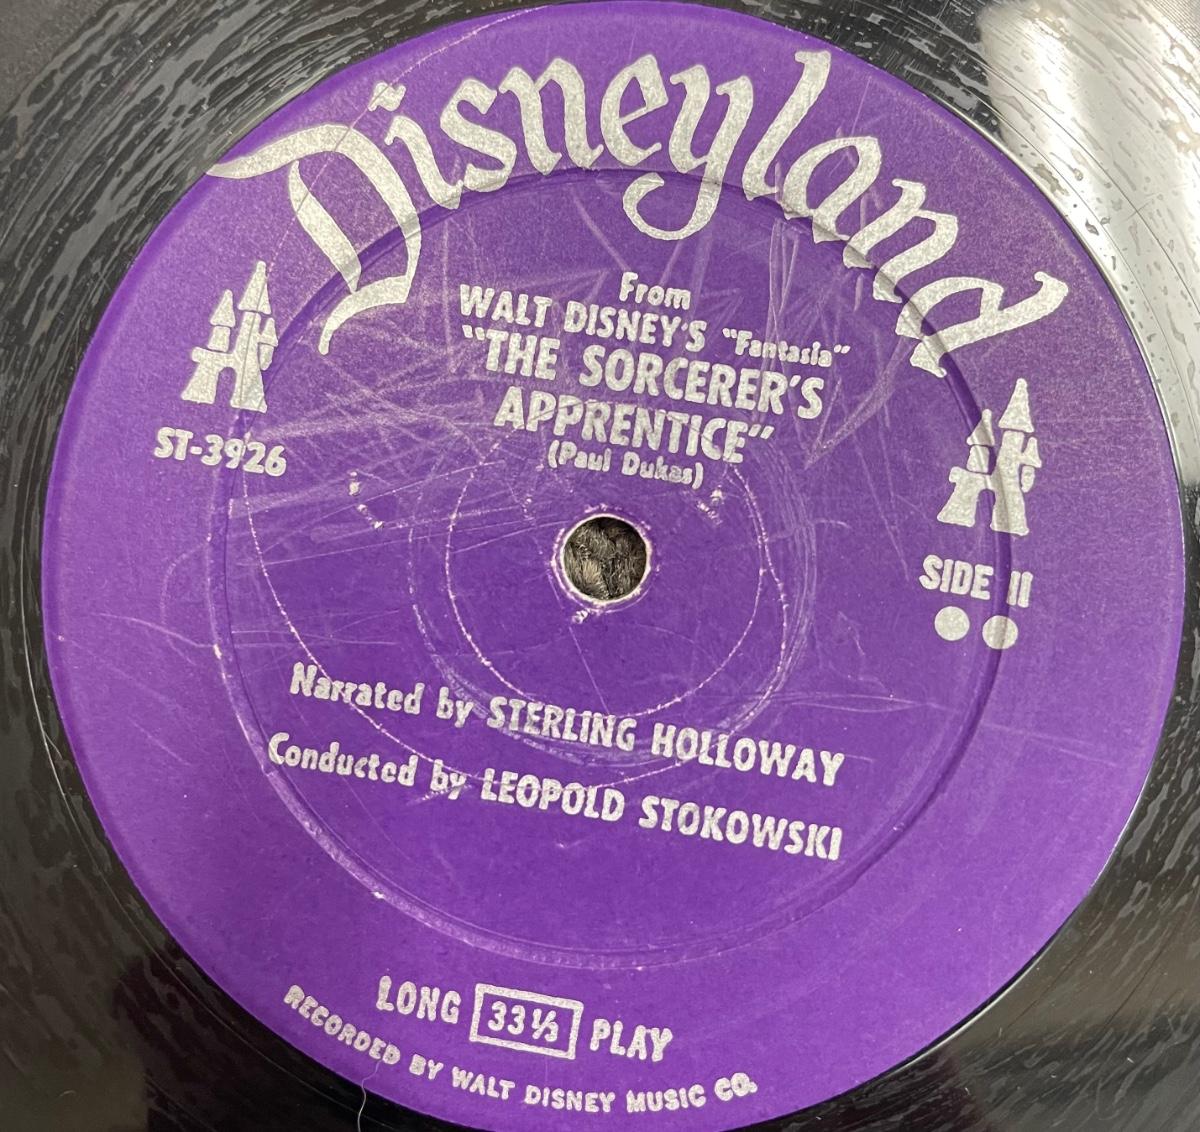 Disneyland
From
WALT DISNEY'S "Fantasia"
"THE SORCERER'S
APPRENTICE"
(Paul Dukas)
ST-3926
SIDE II
Narrated by STERLING HOLLOWAY
Conducted by LEOPOLD STOKOWSKI
LONG 33⅓ PLAY
RECORDED BY WALT DISNEY MUSIC CO.